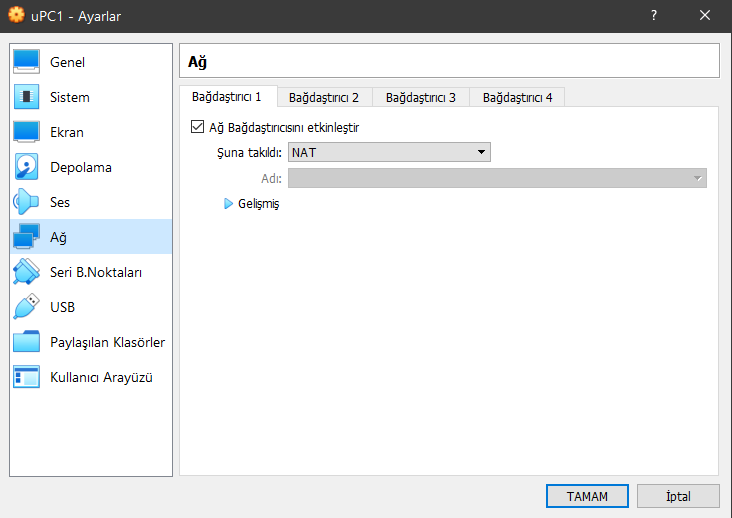 uPC1 - Ayarlar
?
Genel
Sistem
Ekran
Depolama
Ses
Ağ
Seri B.Noktaları
USB
Paylaşılan Klasörler
Kullanıcı Arayüzü
Ağ
Bağdaştırıcı 1 Bağdaştırıcı 2 Bağdaştırıcı 3 Bağdaştırıcı 4
Ağ Bağdaştırıcısını etkinleştir
Şuna takıldı: NAT
Adı:
Gelişmiş
TAMAM İptal